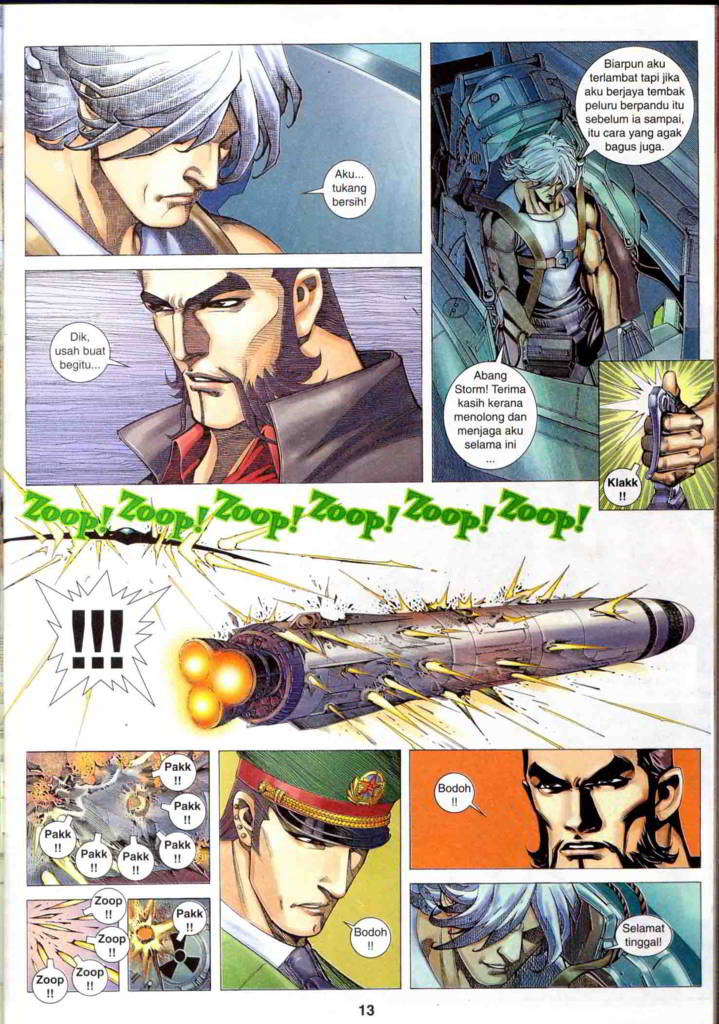 Aku...
tukang
bersih!
Biarpun aku
terlambat tapi jika
aku berjaya tembak
peluru berpandu itu
sebelum ia sampai,
itu cara yang agak
bagus juga.
Dik,
usah buat
begitu...
Abang
Storm! Terima
kasih kerana
menolong dan
menjaga aku
selama ini
...
Klakk
!!
Zoop! Zoop! Zoop! Zoop! Zoop! Zoop!
!!!
Pakk
!!
Pakk
!!
Pakk
!!
Pakk
!!
Pakk
!!
Pakk
!!
Zoop
!!
Zoop
!!
Zoop
!!
Zoop
!!
Pakk
!!
Bodoh
!!
Bodoh
!!
Selamat
tinggal!
13